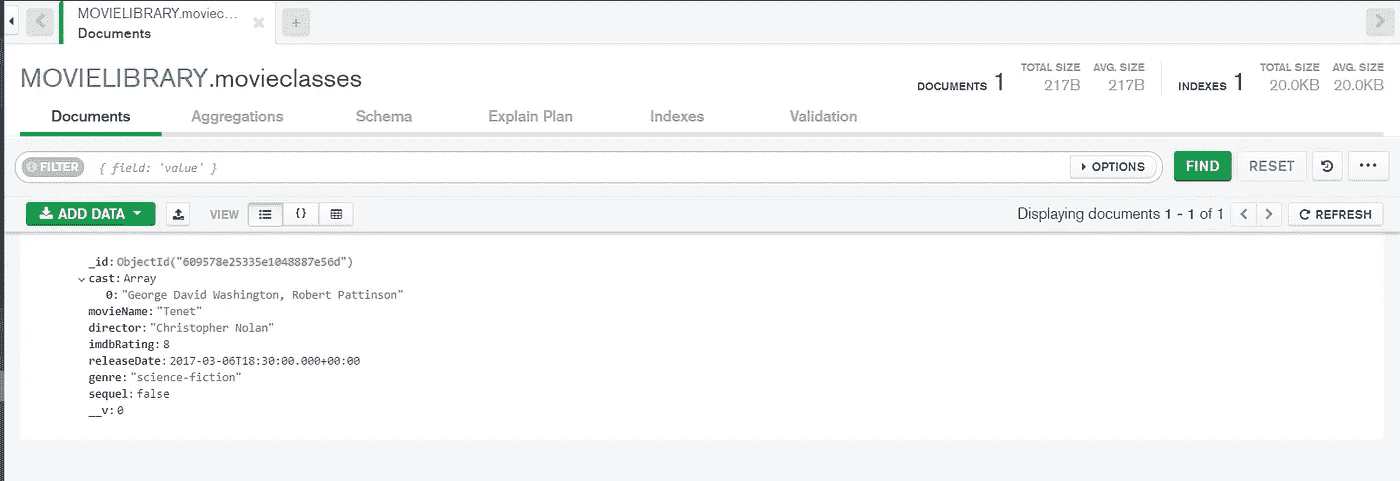 MOVIELIBRARY.moviec...
Documents
MOVIELIBRARY.movieclasses
DOCUMENTS 1 TOTAL SIZE 217B AVG. SIZE 217B INDEXES 1 TOTAL SIZE 20.0KB AVG. SIZE 20.0KB
Documents Aggregations Schema Explain Plan Indexes Validation
FILTER { field: 'value' } OPTIONS FIND RESET
ADD DATA VIEW {} Displaying documents 1 - 1 of 1 REFRESH
_id: ObjectId("609578e25335e1048887e56d")
cast: Array
0: "George David Washington, Robert Pattinson"
movieName: "Tenet"
director: "Christopher Nolan"
imdbRating: 8
releaseDate: 2017-03-06T18:30:00.000+00:00
genre: "science-fiction"
sequel: false
__v: 0